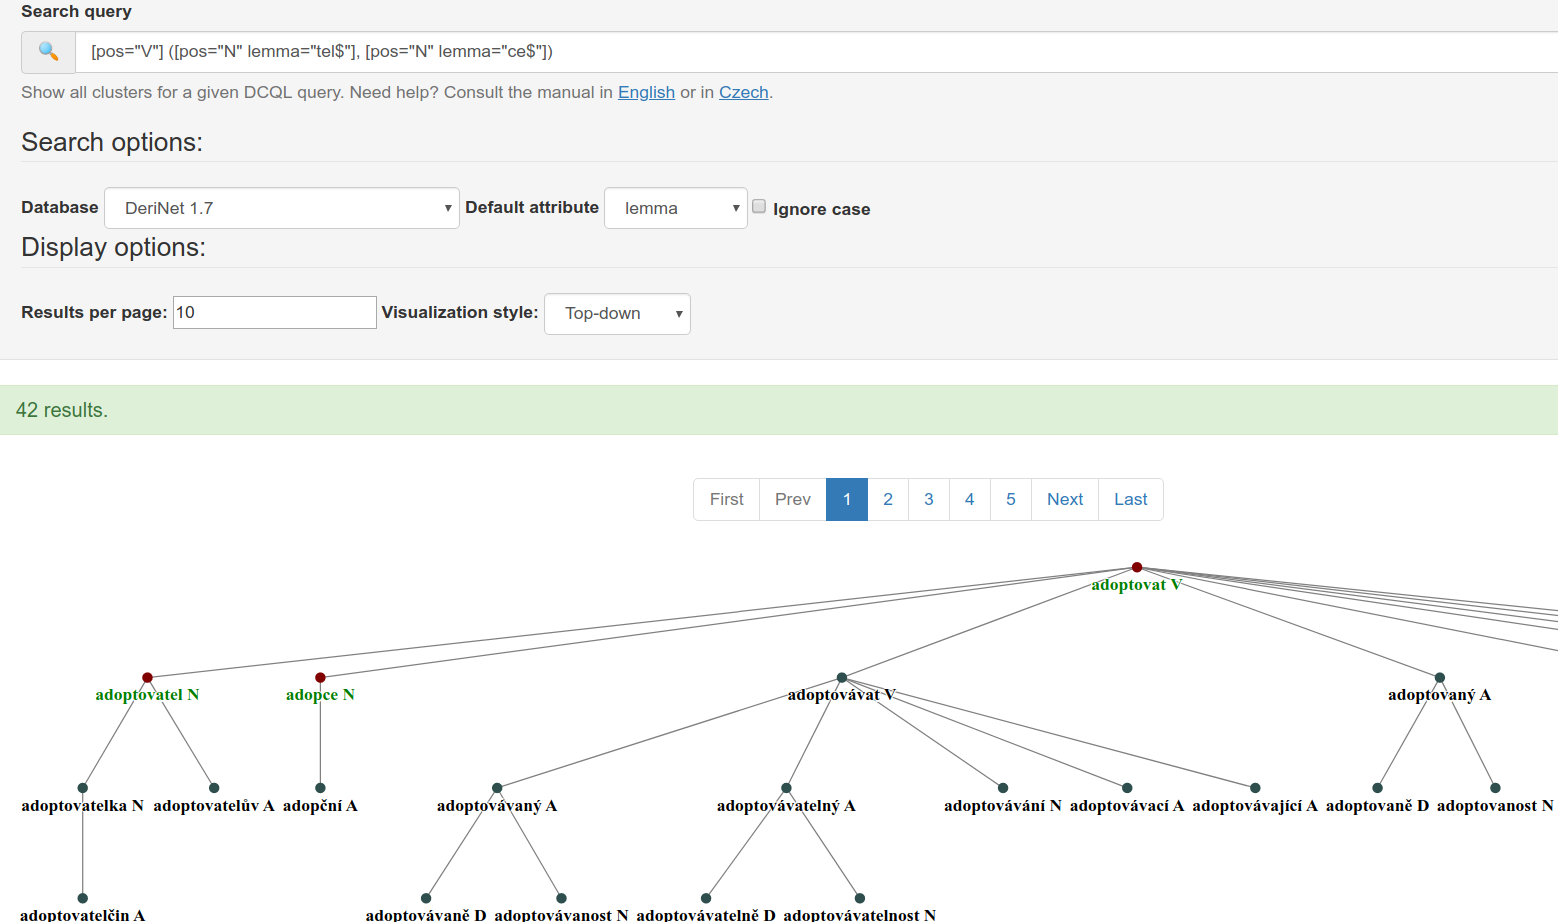 Search query
[pos="V"] ([pos="N" lemma="tel$"], [pos="N" lemma="ce$"])
Show all clusters for a given DCQL query. Need help? Consult the manual in English or in Czech.
Search options:
Database DeriNet 1.7 Default attribute lemma Ignore case
Display options:
Results per page: 10 Visualization style: Top-down
42 results.
First Prev 1 2 3 4 5 Next Last
adoptovat V
adoptovatel N adopce N adoptovávat V adoptovaný A
adoptovatelka N adoptovatelův A adopční A adoptovávaný A adoptovávatelný A adoptovávání N adoptovávací A adoptovávající A adoptovaně D adoptovanost N
adoptovatelčin A adoptovávaně D adoptovávanost N adoptovávatelně D adoptovávatelnost N